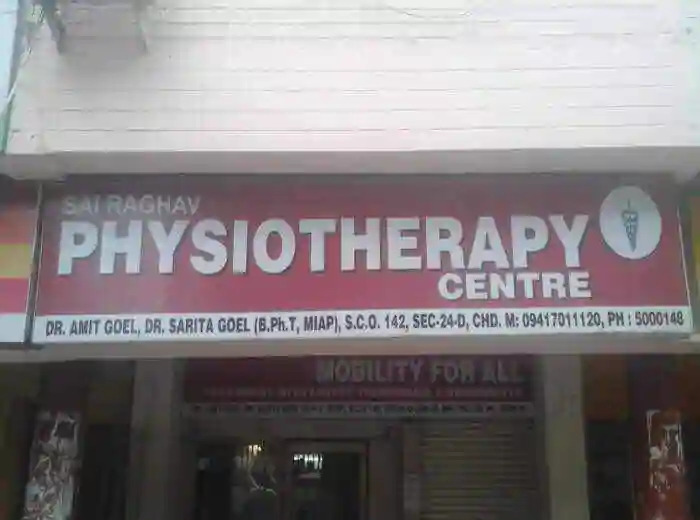 SAI RAGHAV
PHYSIOTHERAPY
CENTRE
DR. AMIT GOEL, DR. SARITA GOEL (B.Ph.T, MIAP), S.C.O. 142, SEC-24-D, CHD. M: 09417011120, PH : 5000148
MOBILITY FOR ALL